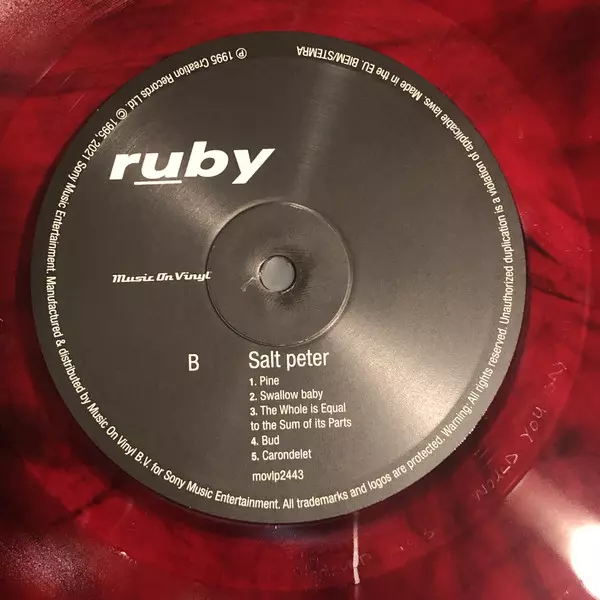 ruby
Music On Vinyl
B
Salt peter
1. Pine
2. Swallow baby
3. The Whole is Equal
to the Sum of its Parts
4. Bud
5. Carondelet
movlp2443
℗ 1995 Creation Records Ltd. © 1995, 2021 Sony Music Entertainment. Manufactured & distributed by Music On Vinyl B.V. for Sony Music Entertainment. All trademarks and logos are protected. Warning: All rights reserved. Unauthorized duplication is a violation of applicable laws. Made in the EU. BIEM/STEMRA
YOU